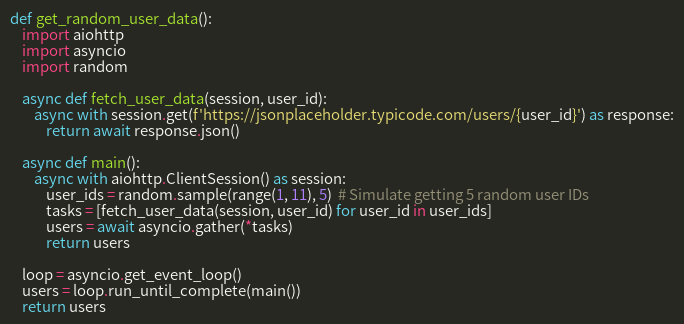 def get_random_user_data():
    import aiohttp
    import asyncio
    import random

    async def fetch_user_data(session, user_id):
        async with session.get(f'https://jsonplaceholder.typicode.com/users/{user_id}') as response:
            return await response.json()

    async def main():
        async with aiohttp.ClientSession() as session:
            user_ids = random.sample(range(1, 11), 5)  # Simulate getting 5 random user IDs
            tasks = [fetch_user_data(session, user_id) for user_id in user_ids]
            users = await asyncio.gather(*tasks)
            return users

    loop = asyncio.get_event_loop()
    users = loop.run_until_complete(main())
    return users